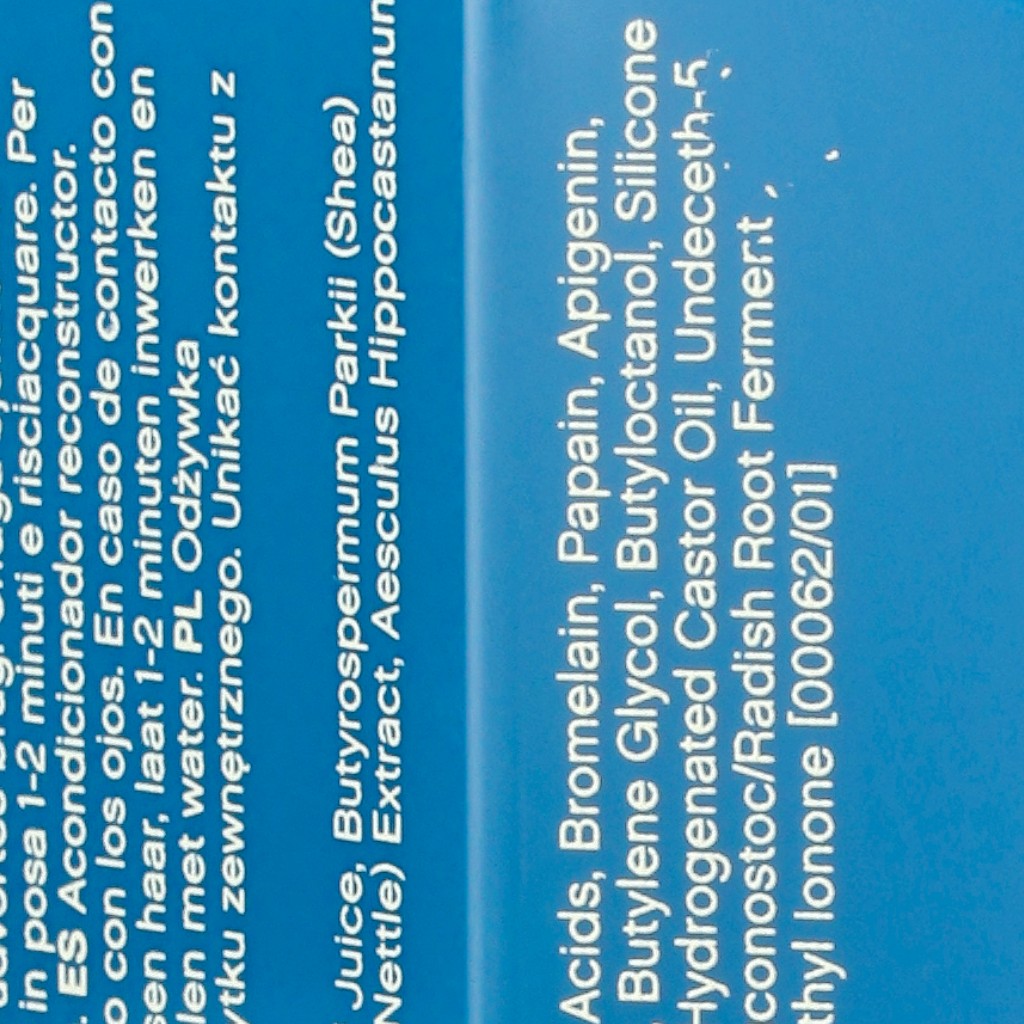 in posa 1-2 minuti e risciacquare. Per
. ES Acondicionador reconstructor.
o con los ojos. En caso de contacto con
sen haar, laat 1-2 minuten inwerken en
len met water. PL Odżywka
ytku zewnętrznego. Unikać kontaktu z
Juice, Butyrospermum Parkii (Shea)
Nettle) Extract, Aesculus Hippocastanum
Acids, Bromelain, Papain, Apigenin,
, Butylene Glycol, Butyloctanol, Silicone
Hydrogenated Castor Oil, Undeceth-5,
conostoc/Radish Root Ferment,
thyl Ionone [00062/01]